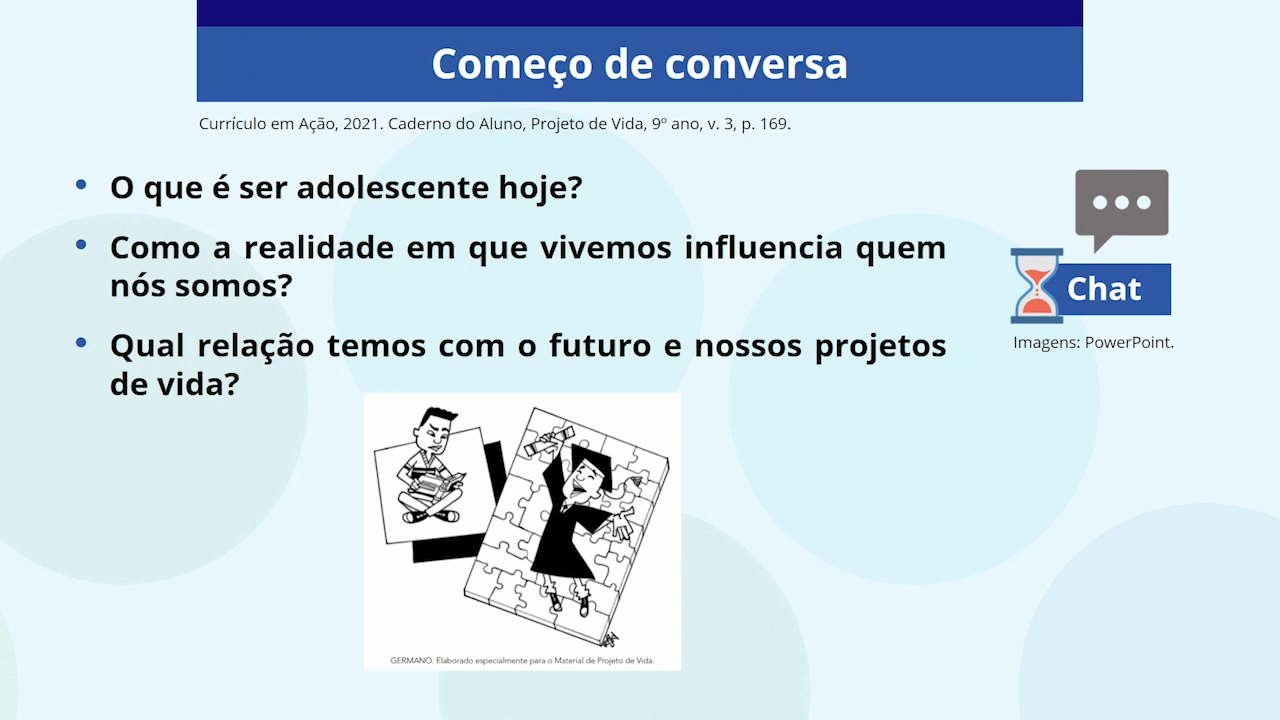 Começo de conversa
Currículo em Ação, 2021. Caderno do Aluno, Projeto de Vida, 9º ano, v. 3, p. 169.
• O que é ser adolescente hoje?
• Como a realidade em que vivemos influencia quem
nós somos?
• Qual relação temos com o futuro e nossos projetos
de vida?
Chat
Imagens: PowerPoint.
GERMANO. Elaborado especialmente para o Material de Projeto de Vida.